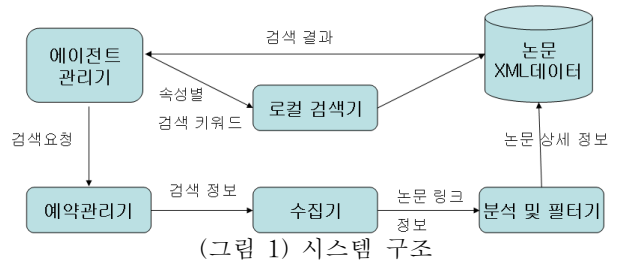 검색 결과
에이전트
관리기
논문
XML데이터
속성별
검색 키워드
로컬 검색기
검색요청
논문 상세 정보
예약관리기
검색 정보
수집기
논문 링크
정보
분석 및 필터기
(그림 1) 시스템 구조